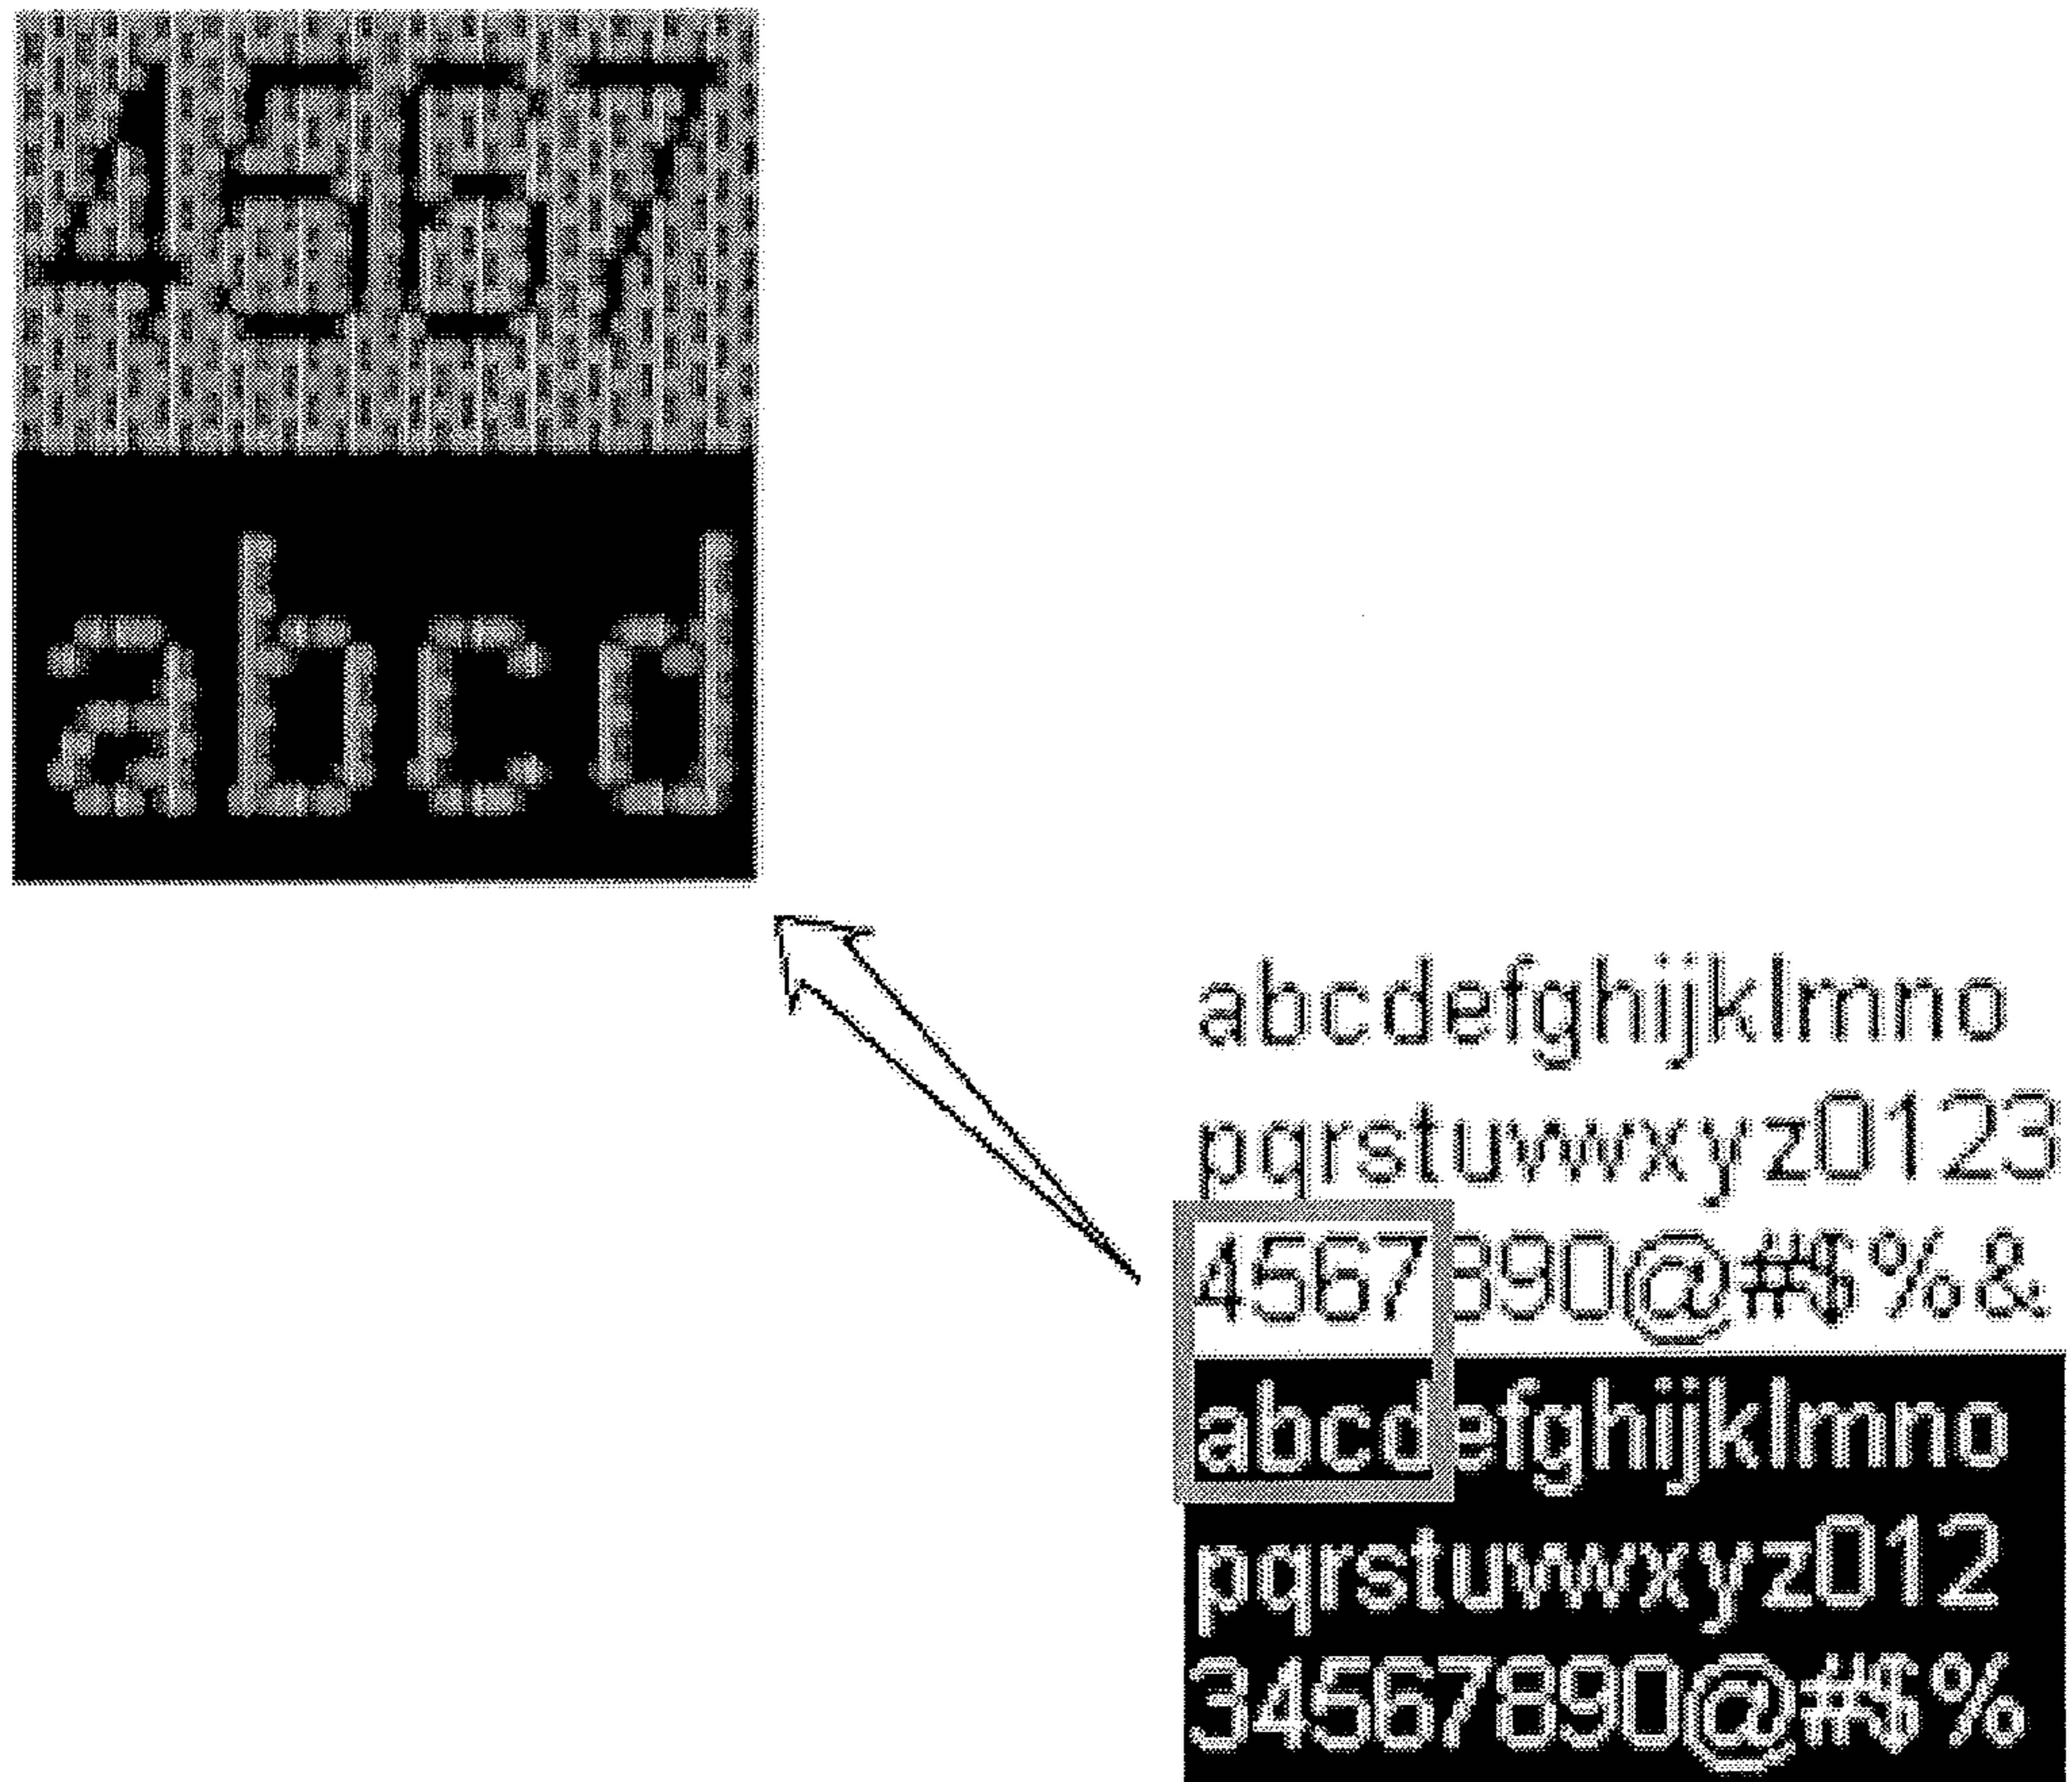 4567
abcd
abcdefghijklmno
pqrstuvwxyz0123
4567890@#$%&
abcdefghijklmno
pqrstuvwxyz012
34567890@#$%